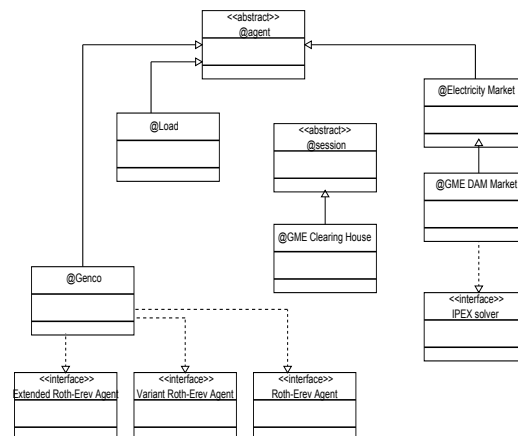 <<abstract>>
@agent
@Electricity Market
@Load
<<abstract>>
@session
@GME DAM Market
@GME Clearing House
@Genco
<<interface>>
IPEX solver
<<interface>>
Extended Roth-Erev Agent
<<interface>>
Variant Roth-Erev Agent
<<interface>>
Roth-Erev Agent